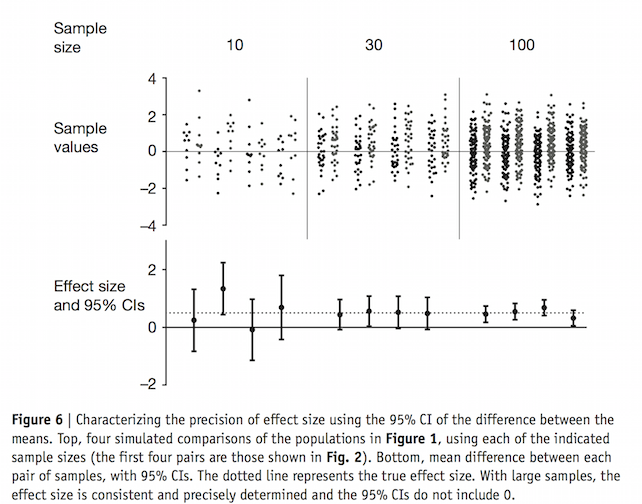 Sample
size
10 30 100
4
Sample
values
2
0
−2
−4
2
Effect size
and 95% CIs
0
−2
Figure 6 | Characterizing the precision of effect size using the 95% CI of the difference between the
means. Top, four simulated comparisons of the populations in Figure 1, using each of the indicated
sample sizes (the first four pairs are those shown in Fig. 2). Bottom, mean difference between each
pair of samples, with 95% CIs. The dotted line represents the true effect size. With large samples, the
effect size is consistent and precisely determined and the 95% CIs do not include 0.